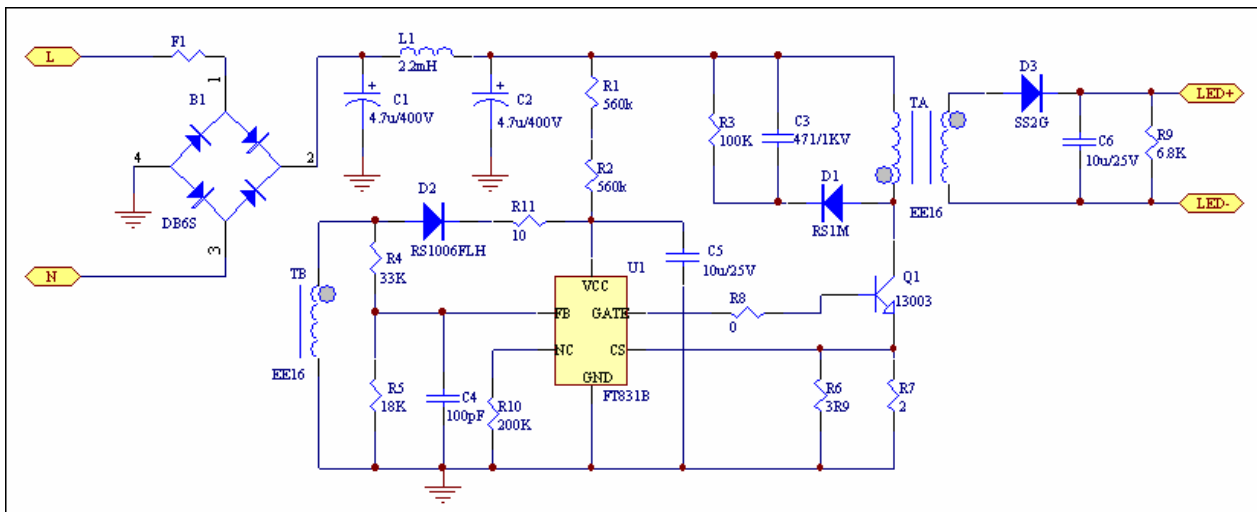 L
F1
1
B1
4
2
DB6S
3
N
L1
2.2mH
C1
4.7u/400V
C2
4.7u/400V
R1
560k
R2
560k
R3
100K
C3
471/1KV
D1
RS1M
TA
EE16
D3
SS2G
C6
10u/25V
R9
6.8K
LED+
LED-
D2
RS1006FLH
R11
10
C5
10u/25V
U1
VCC
FB
GATE
NC
CS
GND
FT831B
R8
0
Q1
13003
TB
EE16
R4
33K
R5
18K
C4
100pF
R10
200K
R6
3R9
R7
2